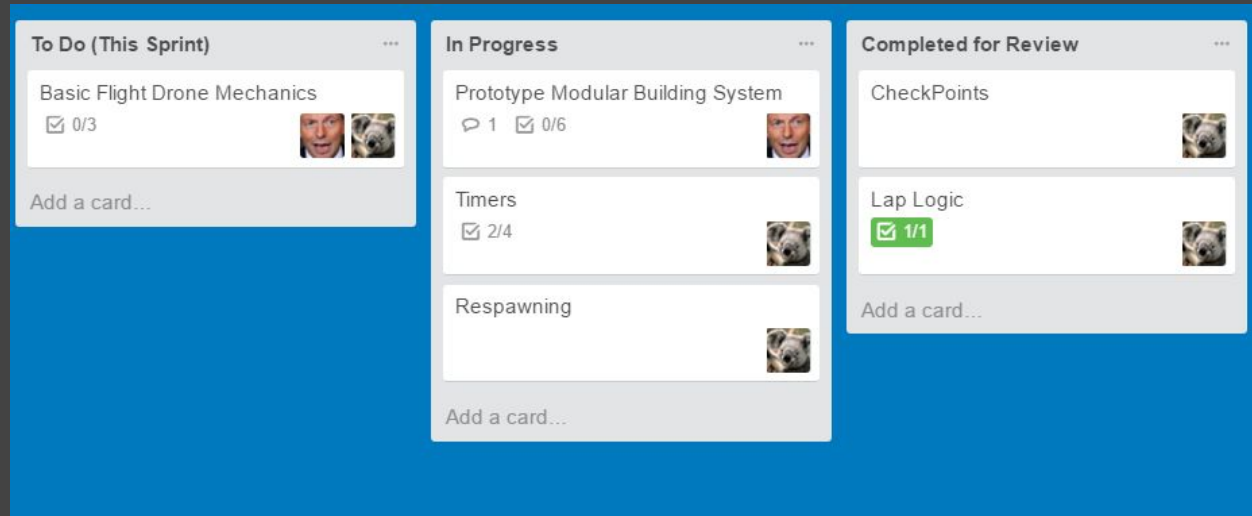 To Do (This Sprint)
Basic Flight Drone Mechanics
0/3
Add a card...
In Progress
Prototype Modular Building System
1 0/6
Timers
2/4
Respawning
Add a card...
Completed for Review
CheckPoints
Lap Logic
1/1
Add a card...